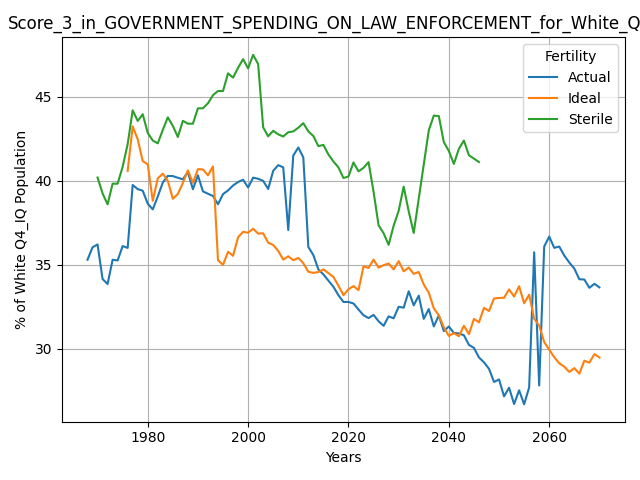 Score_3_in_GOVERNMENT_SPENDING_ON_LAW_ENFORCEMENT_for_White_Q
Fertility
Actual
Ideal
Sterile
% of White Q4_IQ Population
45
40
35
30
1980
2000
2020
2040
2060
Years